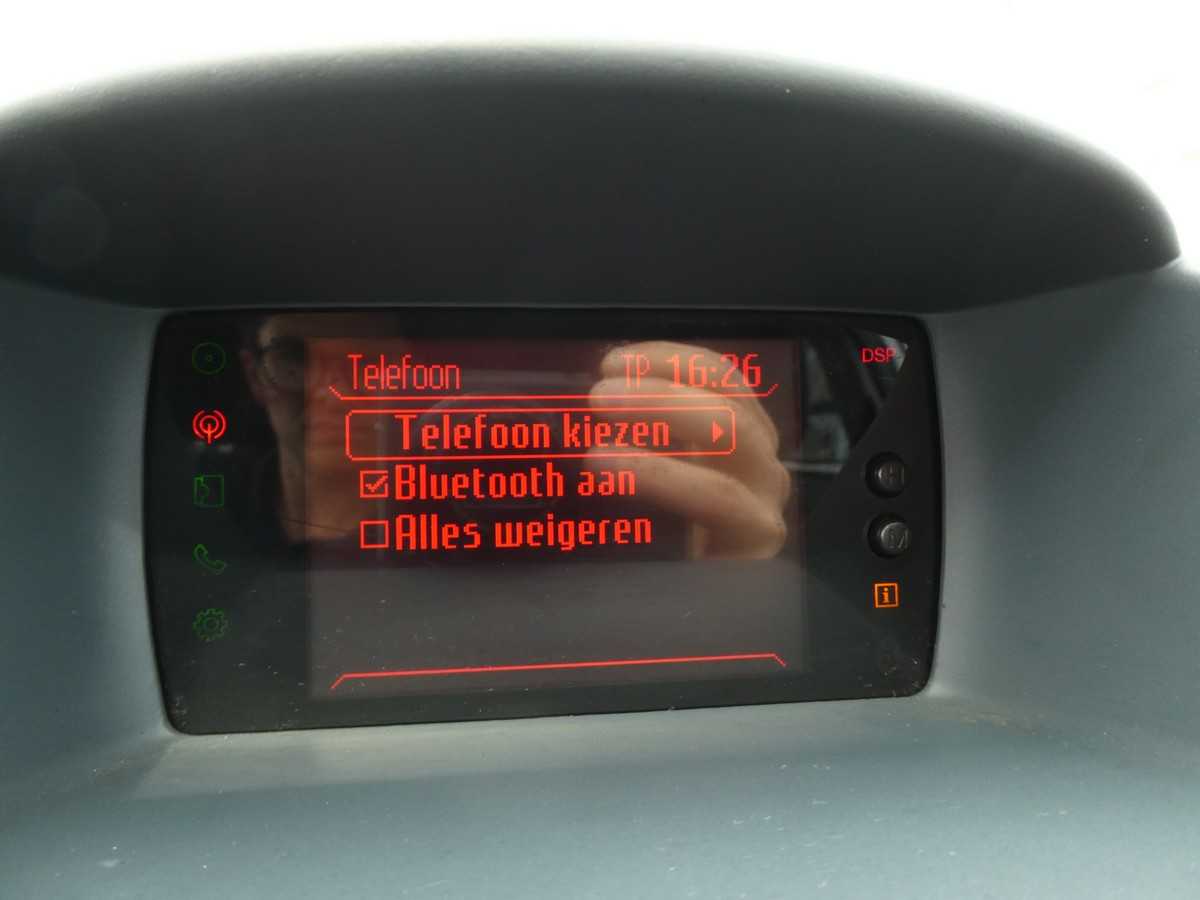 Telefoon TP 16:26
DSP
Telefoon kiezen
Bluetooth aan
Alles weigeren
H
M
i